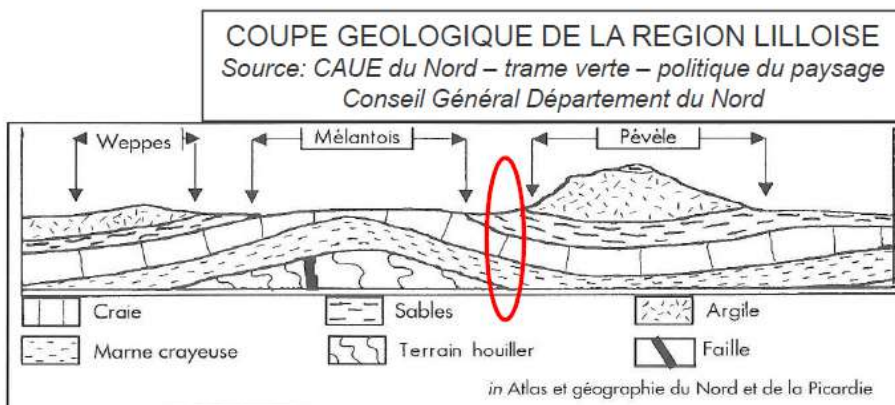 COUPE GEOLOGIQUE DE LA REGION LILLOISE
Source: CAUE du Nord – trame verte – politique du paysage
Conseil Général Département du Nord
Weppes
Mélantois
Pévèle
Craie
Sables
Argile
Marne crayeuse
Terrain houiller
Faille
in Atlas et géographie du Nord et de la Picardie